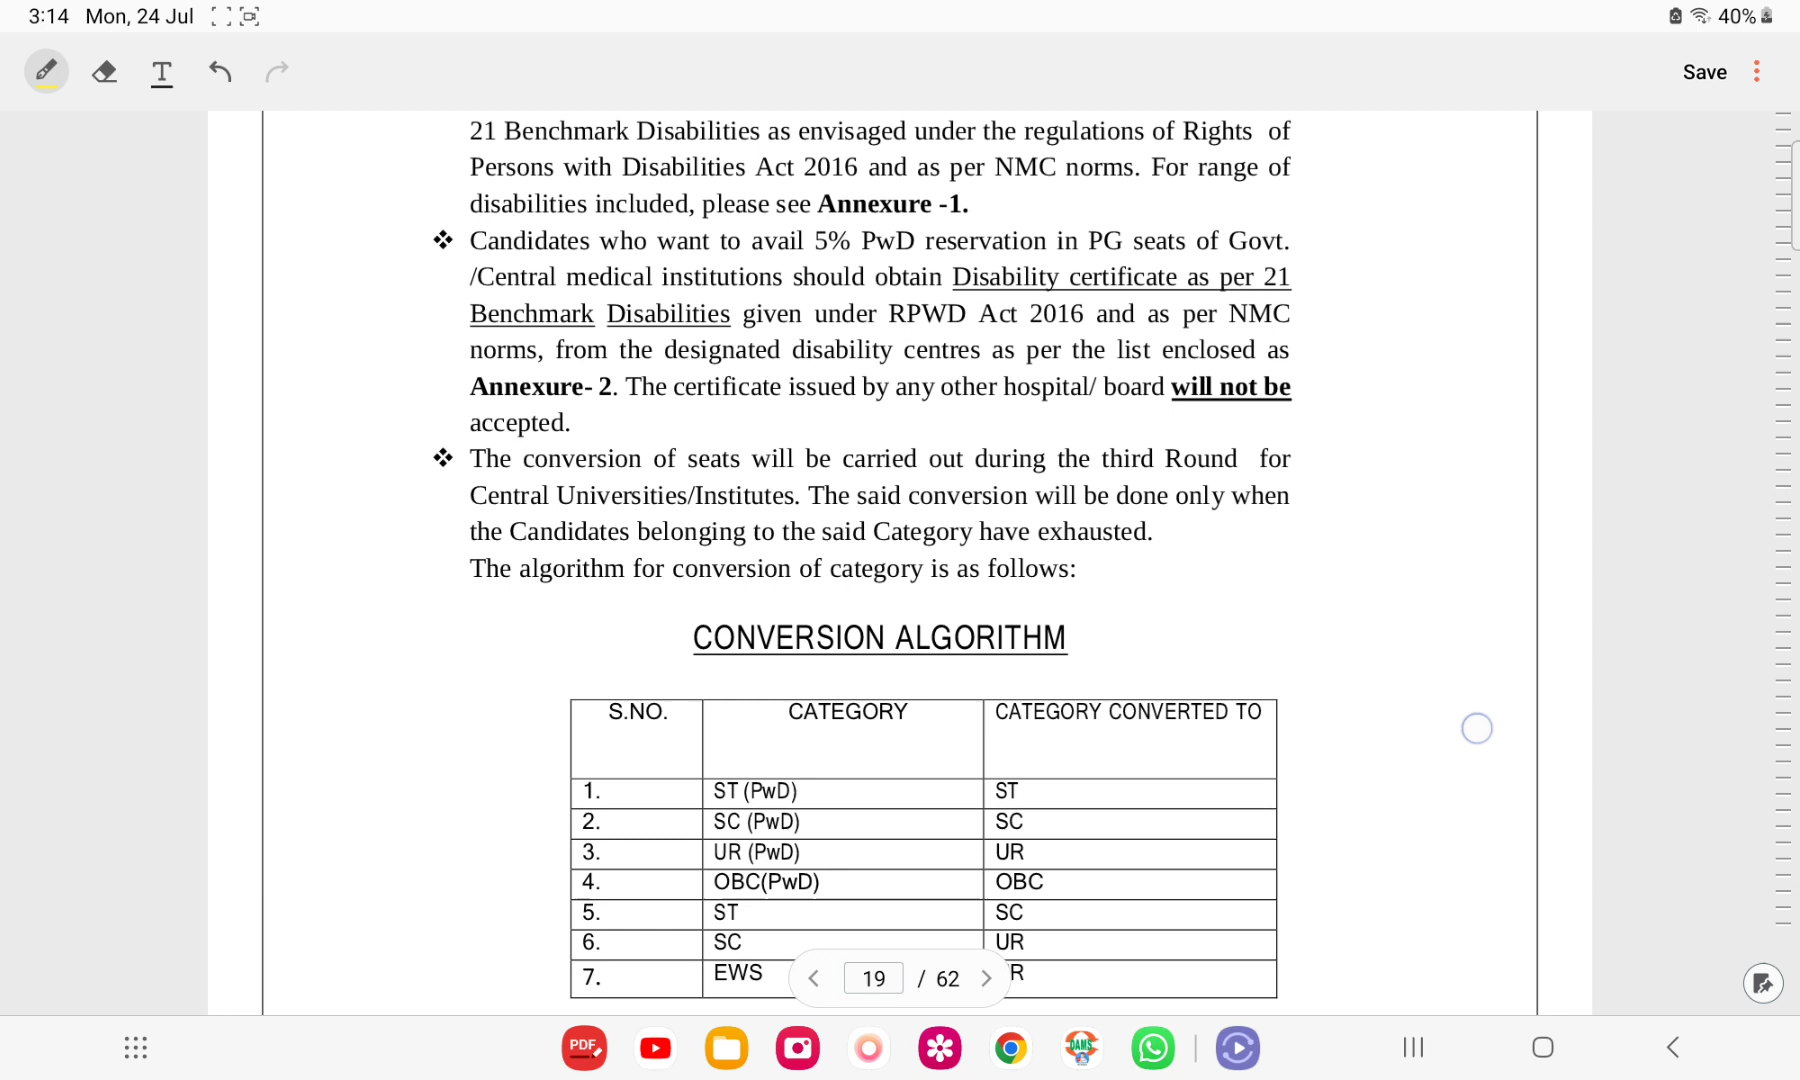 3:14 Mon, 24 Jul
40%
T
Save
21 Benchmark Disabilities as envisaged under the regulations of Rights of
Persons with Disabilities Act 2016 and as per NMC norms. For range of
disabilities included, please see Annexure -1.
❖ Candidates who want to avail 5% PwD reservation in PG seats of Govt.
/Central medical institutions should obtain Disability certificate as per 21
Benchmark Disabilities given under RPWD Act 2016 and as per NMC
norms, from the designated disability centres as per the list enclosed as
Annexure- 2. The certificate issued by any other hospital/ board will not be
accepted.
❖ The conversion of seats will be carried out during the third Round for
Central Universities/Institutes. The said conversion will be done only when
the Candidates belonging to the said Category have exhausted.
The algorithm for conversion of category is as follows:
CONVERSION ALGORITHM
S.NO. CATEGORY CATEGORY CONVERTED TO
1. ST (PwD) ST
2. SC (PwD) SC
3. UR (PwD) UR
4. OBC(PwD) OBC
5. ST SC
6. SC UR
7. EWS R
19 / 62
PDF
DAMS